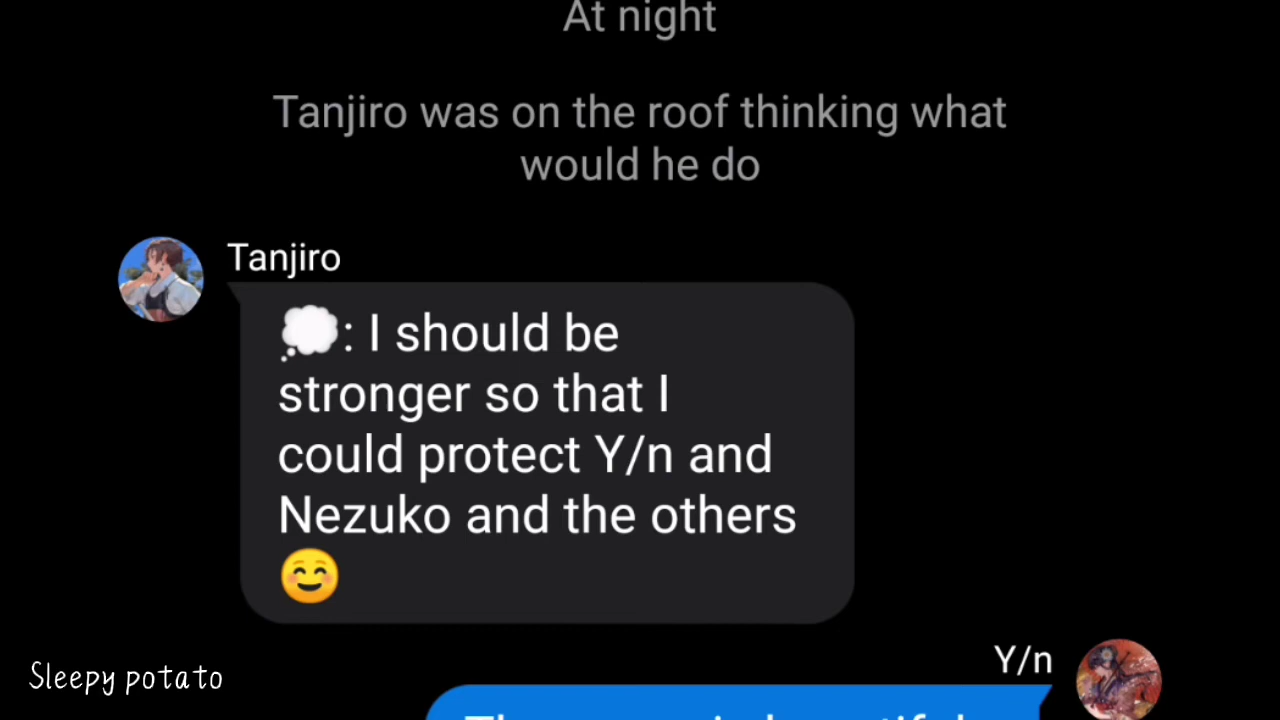 At night
Tanjiro was on the roof thinking what
would he do
Tanjiro
💭: I should be
stronger so that I
could protect Y/n and
Nezuko and the others
☺️
Y/n
Sleepy potato